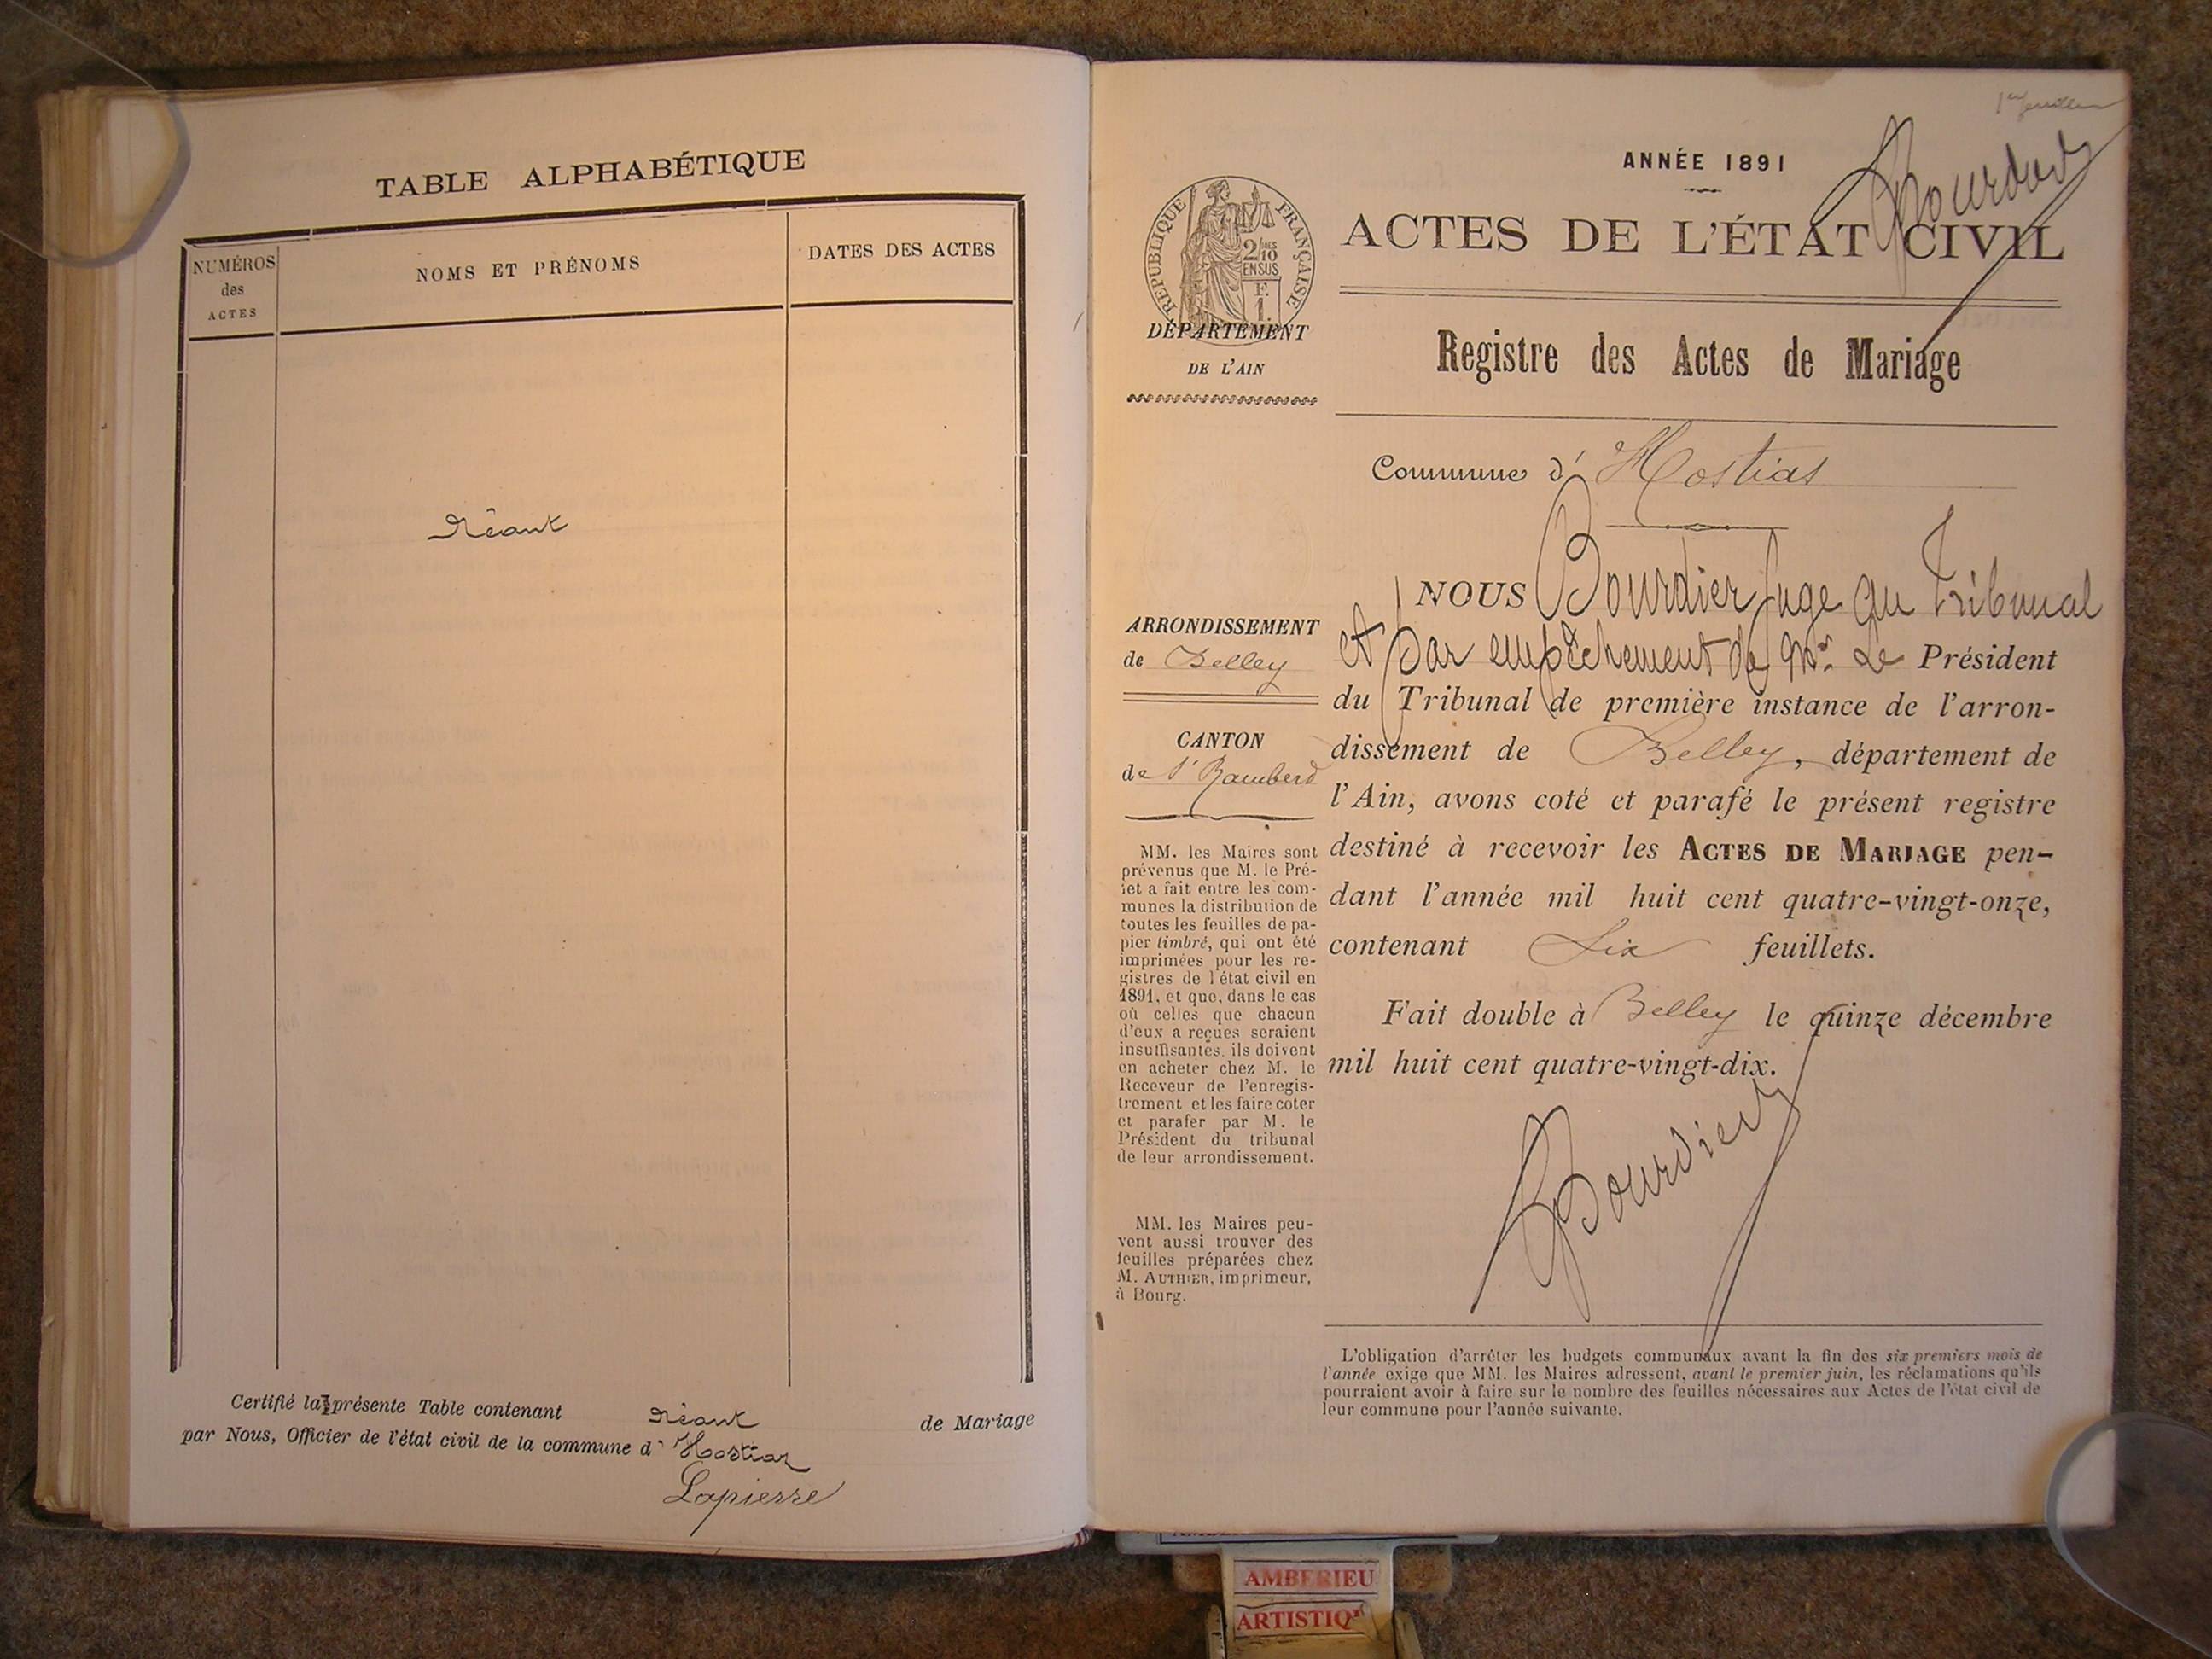 TABLE ALPHABÉTIQUE
NUMÉROS
des
ACTES
NOMS ET PRÉNOMS
DATES DES ACTES
Néant
Certifié la présente Table contenant Néant de Mariage
par Nous, Officier de l'état civil de la commune d' Hostiaz
Lapierre
1er feuillet
ANNÉE 1891
Bourdier
ACTES DE L'ÉTAT CIVIL
RÉPUBLIQUE FRANÇAISE
2/10
EN SUS
F.
1.
DÉPARTEMENT
DE L'AIN
Registre des Actes de Mariage
Commune d' Hostias
ARRONDISSEMENT
de Belley
CANTON
de St Rambert
MM. les Maires sont
prévenus que M. le Pré-
fet a fait entre les com-
munes la distribution de
toutes les feuilles de pa-
pier timbré, qui ont été
imprimées pour les re-
gistres de l'état civil en
1891, et que, dans le cas
où celles que chacun
d'eux a reçues seraient
insuffisantes, ils doivent
en acheter chez M. le
Receveur de l'enregis-
trement et les faire coter
et parafer par M. le
Président du tribunal
de leur arrondissement.
MM. les Maires peu-
vent aussi trouver des
feuilles préparées chez
M. AUTHIER, imprimeur,
à Bourg.
NOUS Bourdier Juge au Tribunal
et par empêchement de Mr. Le Président
du Tribunal de première instance de l'arron-
dissement de Belley, département de
l'Ain, avons coté et parafé le présent registre
destiné à recevoir les ACTES DE MARIAGE pen-
dant l'année mil huit cent quatre-vingt-onze,
contenant Six feuillets.
Fait double à Belley le quinze décembre
mil huit cent quatre-vingt-dix.
Bourdier
L'obligation d'arrêter les budgets communaux avant la fin des six premiers mois de
l'année exige que MM. les Maires adressent, avant le premier juin, les réclamations qu'ils
pourraient avoir à faire sur le nombre des feuilles nécessaires aux Actes de l'état civil de
leur commune pour l'année suivante.
AMBERIEU
ARTISTIQ